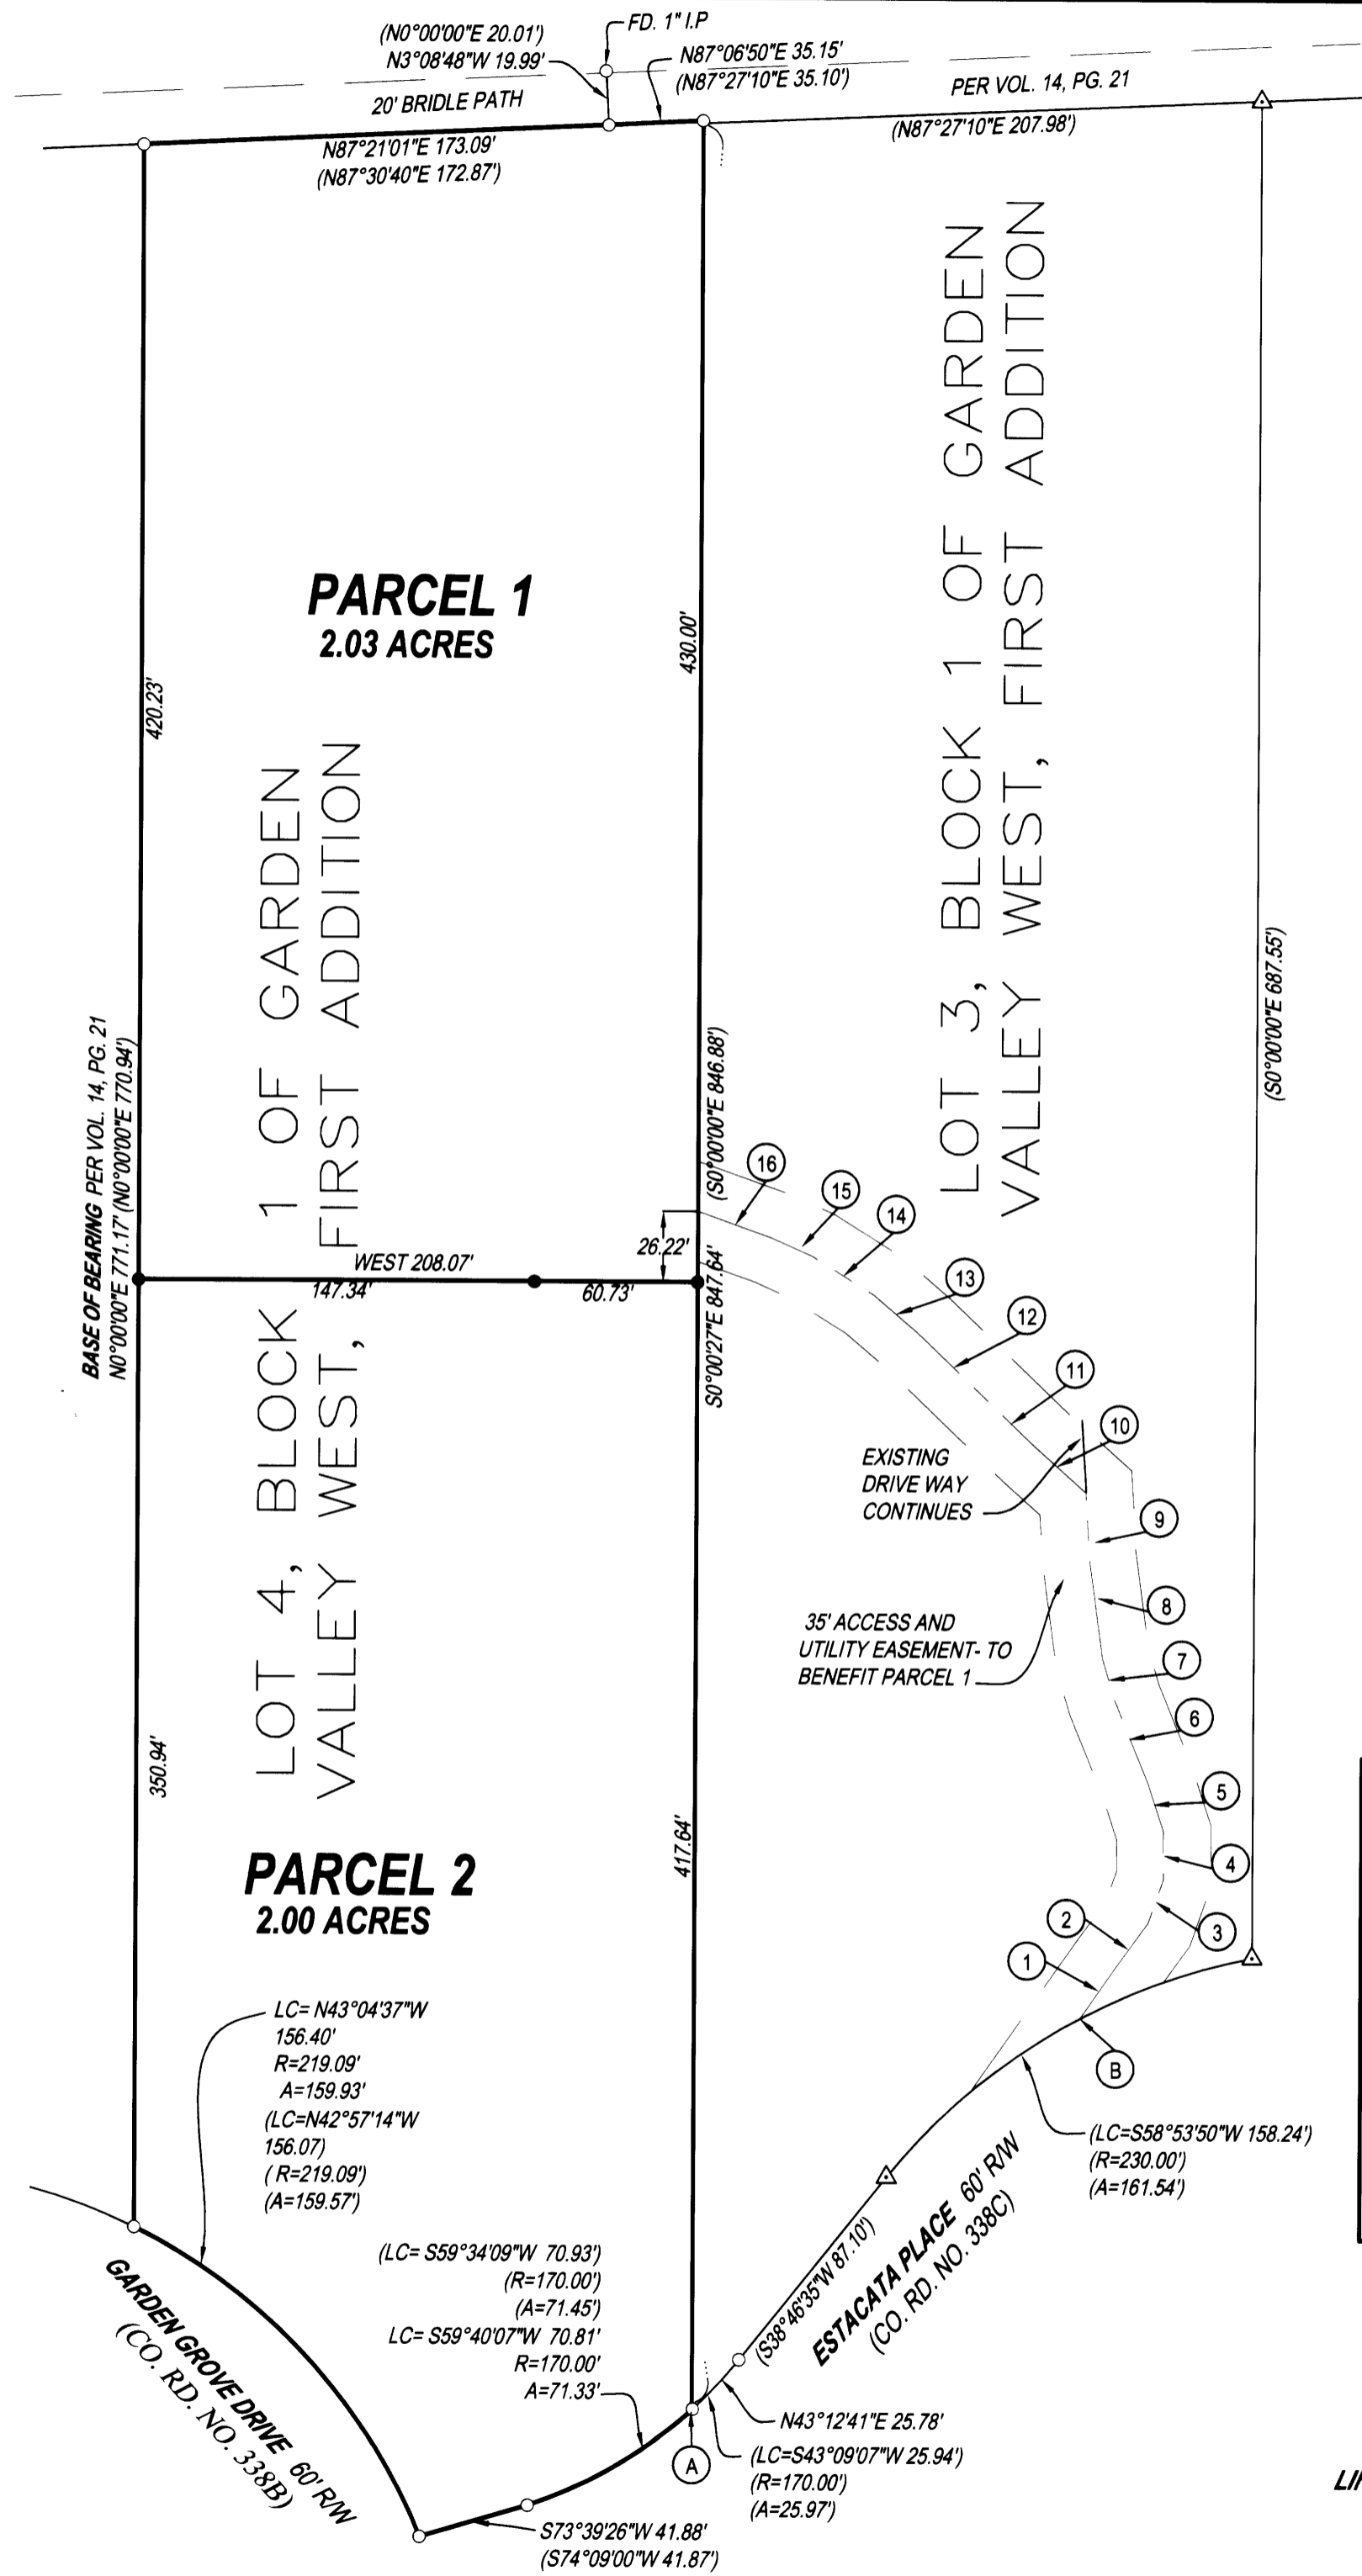 (N0°00'00"E 20.01')
N3°08'48"W 19.99'
FD. 1" I.P
N87°06'50"E 35.15'
(N87°27'10"E 35.10')
20' BRIDLE PATH
PER VOL. 14, PG. 21
(N87°27'10"E 207.98')
N87°21'01"E 173.09'
(N87°30'40"E 172.87')
PARCEL 1
2.03 ACRES
420.23'
430.00'
LOT 3, BLOCK 1 OF GARDEN
VALLEY WEST, FIRST ADDITION
(S0°00'00"E 687.55')
BASE OF BEARING PER VOL. 14, PG. 21
N0°00'00"E 771.17' (N0°00'00"E 770.94')
LOT 4, BLOCK 1 OF GARDEN
VALLEY WEST, FIRST ADDITION
(S0°00'00"E 846.88')
S0°00'27"E 847.64'
WEST 208.07'
147.34'
60.73'
26.22'
16
15
14
13
12
11
10
EXISTING
DRIVE WAY
CONTINUES
9
8
35' ACCESS AND
UTILITY EASEMENT- TO
BENEFIT PARCEL 1
7
6
5
4
3
2
1
B
350.94'
417.64'
PARCEL 2
2.00 ACRES
LC= N43°04'37"W
156.40'
R=219.09'
A=159.93'
(LC=N42°57'14"W
156.07)
( R=219.09')
(A=159.57')
(LC=S58°53'50"W 158.24')
(R=230.00')
(A=161.54')
(LC= S59°34'09"W 70.93')
(R=170.00')
(A=71.45')
LC= S59°40'07"W 70.81'
R=170.00'
A=71.33'
(S38°46'35"W 87.10')
ESTACATA PLACE 60' R/W
(CO. RD. NO. 338C)
GARDEN GROVE DRIVE 60' R/W
(CO. RD. NO. 338B)
N43°12'41"E 25.78'
A
(LC=S43°09'07"W 25.94')
(R=170.00')
(A=25.97')
S73°39'26"W 41.88'
(S74°09'00"W 41.87')